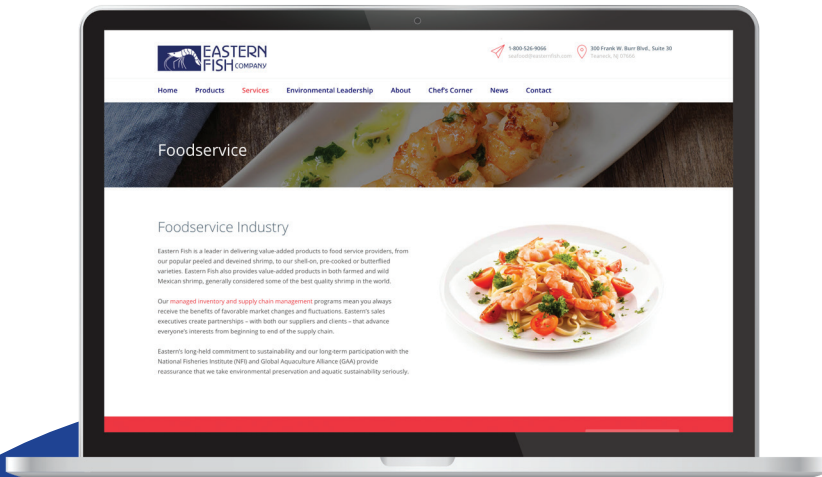 EASTERN
FISH COMPANY
1-800-526-9066
seafood@easternfish.com
300 Frank W. Burr Blvd., Suite 30
Teaneck, NJ 07666
Home Products Services Environmental Leadership About Chef's Corner News Contact
Foodservice
Foodservice Industry
Eastern Fish is a leader in delivering value-added products to food service providers, from
our popular peeled and deveined shrimp, to our shell-on, pre-cooked or butterflied
varieties. Eastern Fish also provides value-added products in both farmed and wild
Mexican shrimp, generally considered some of the best quality shrimp in the world.
Our managed inventory and supply chain management programs mean you always
receive the benefits of favorable market changes and fluctuations. Eastern's sales
executives create partnerships – with both our suppliers and clients – that advance
everyone's interests from beginning to end of the supply chain.
Eastern's long-held commitment to sustainability and our long-term participation with the
National Fisheries Institute (NFI) and Global Aquaculture Alliance (GAA) provide
reassurance that we take environmental preservation and aquatic sustainability seriously.